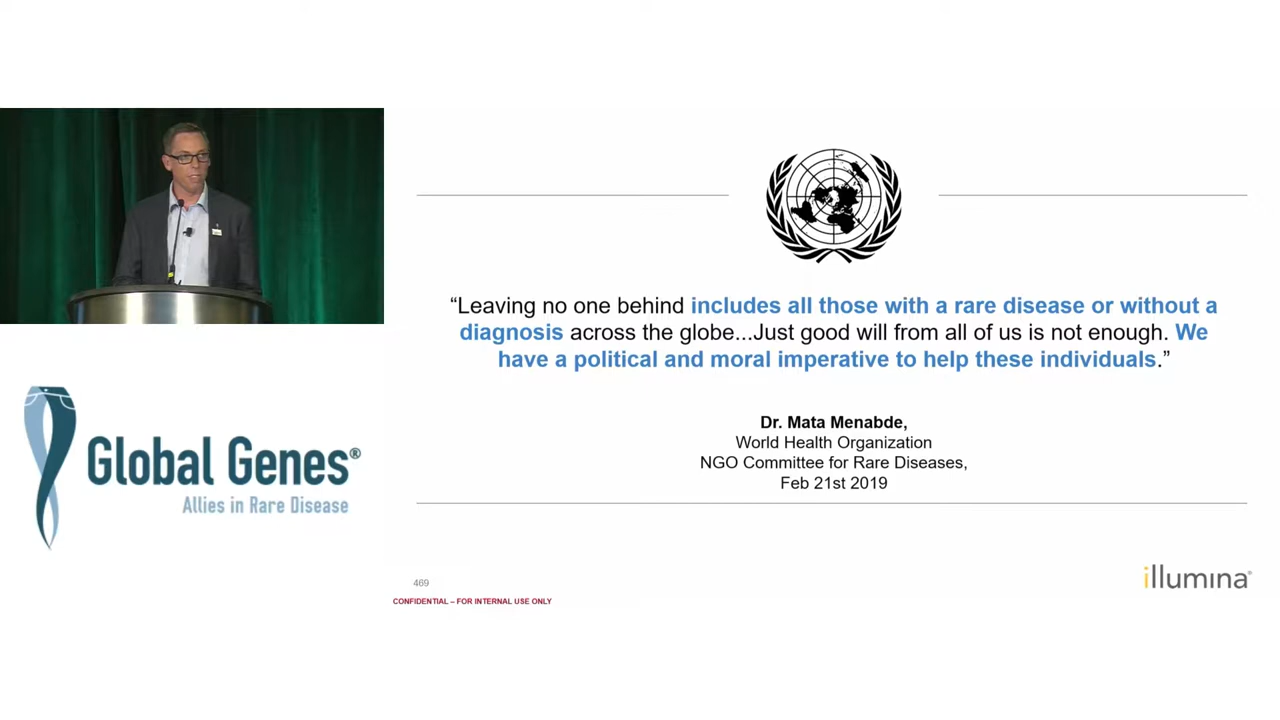 “Leaving no one behind includes all those with a rare disease or without a
diagnosis across the globe...Just good will from all of us is not enough. We
have a political and moral imperative to help these individuals.”
Dr. Mata Menabde,
World Health Organization
NGO Committee for Rare Diseases,
Feb 21st 2019
Global Genes®
Allies in Rare Disease
469
CONFIDENTIAL – FOR INTERNAL USE ONLY
illumina®